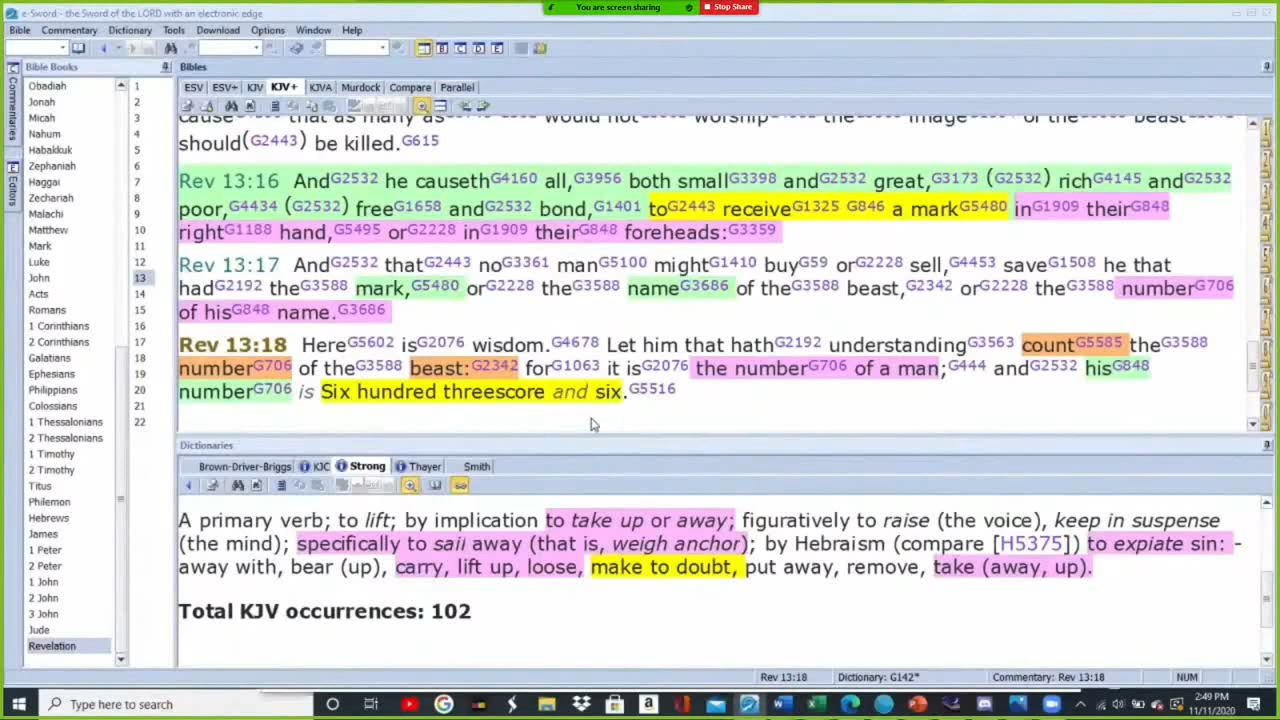 You are screen sharing Stop Share
e-Sword - the Sword of the LORD with an electronic edge
Bible Commentary Dictionary Tools Download Options Window Help
B C D E
Bible Books
Bibles
Commentaries
Editors
Obadiah
Jonah
Micah
Nahum
Habakkuk
Zephaniah
Haggai
Zechariah
Malachi
Matthew
Mark
Luke
John
Acts
Romans
1 Corinthians
2 Corinthians
Galatians
Ephesians
Philippians
Colossians
1 Thessalonians
2 Thessalonians
1 Timothy
2 Timothy
Titus
Philemon
Hebrews
James
1 Peter
2 Peter
1 John
2 John
3 John
Jude
Revelation
1
2
3
4
5
6
7
8
9
10
11
12
13
14
15
16
17
18
19
20
21
22
ESV ESV+ KJV KJV+ KJVA Murdock Compare Parallel
cause that as many as would not worship the image of the beast
should(G2443) be killed.G615
Rev 13:16 AndG2532 he causethG4160 all,G3956 both smallG3398 andG2532 great,G3173 (G2532) richG4145 andG2532
poor,G4434 (G2532) freeG1658 andG2532 bond,G1401 toG2443 receiveG1325 G846 a markG5480 inG1909 theirG848
rightG1188 hand,G5495 orG2228 inG1909 theirG848 foreheads:G3359
Rev 13:17 AndG2532 thatG2443 noG3361 manG5100 mightG1410 buyG59 orG2228 sell,G4453 saveG1508 he that
hadG2192 theG3588 mark,G5480 orG2228 theG3588 nameG3686 of theG3588 beast,G2342 orG2228 theG3588 numberG706
of hisG848 name.G3686
Rev 13:18 HereG5602 isG2076 wisdom.G4678 Let him that hathG2192 understandingG3563 countG5585 theG3588
numberG706 of theG3588 beast:G2342 forG1063 it isG2076 the numberG706 of a man;G444 andG2532 hisG848
numberG706 is Six hundred threescore and six.G5516
Dictionaries
Brown-Driver-Briggs KJC Strong Thayer Smith
A primary verb; to lift; by implication to take up or away; figuratively to raise (the voice), keep in suspense
(the mind); specifically to sail away (that is, weigh anchor); by Hebraism (compare [H5375]) to expiate sin: -
away with, bear (up), carry, lift up, loose, make to doubt, put away, remove, take (away, up).
Total KJV occurrences: 102
Rev 13:18 Dictionary: G142* Commentary: Rev 13:18 NUM
Type here to search
2:49 PM
11/11/2020